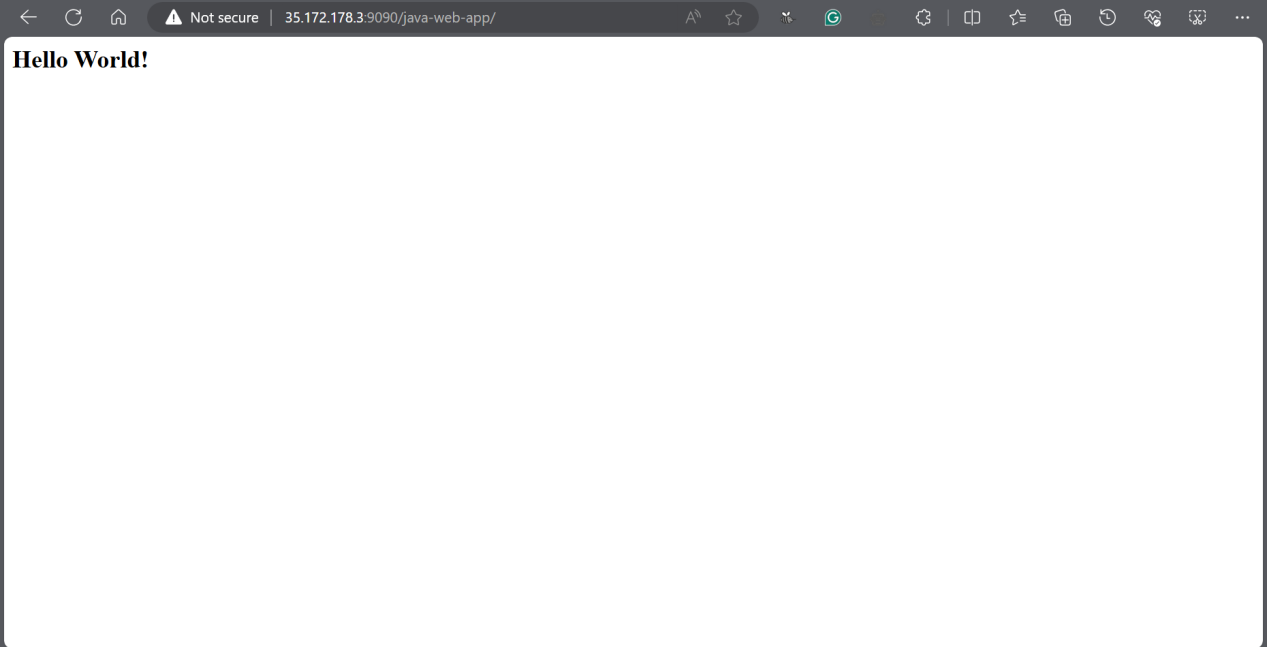 Not secure | 35.172.178.3:9090/java-web-app/
Hello World!